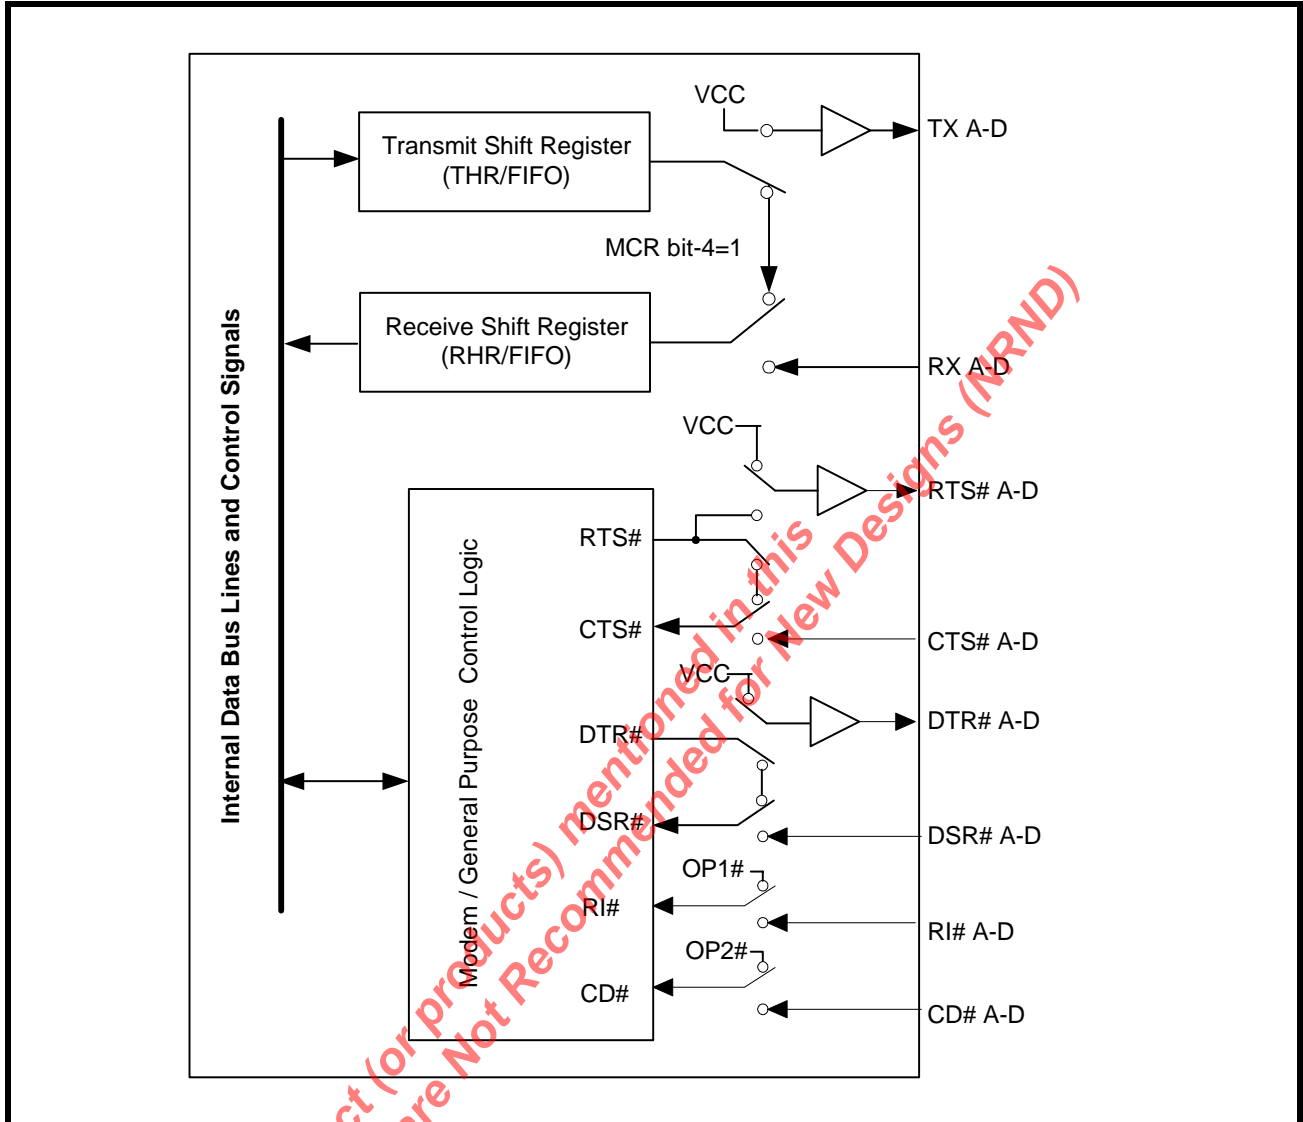 VCC
TX A-D
Transmit Shift Register
(THR/FIFO)
MCR bit-4=1
Receive Shift Register
(RHR/FIFO)
RX A-D
Internal Data Bus Lines and Control Signals
VCC
RTS# A-D
Modem / General Purpose Control Logic
RTS#
CTS#
CTS# A-D
VCC
DTR#
DTR# A-D
DSR#
DSR# A-D
OP1#
RI#
RI# A-D
OP2#
CD#
CD# A-D
ct (or products) mentioned in this
are Not Recommended for New Designs (NRND)